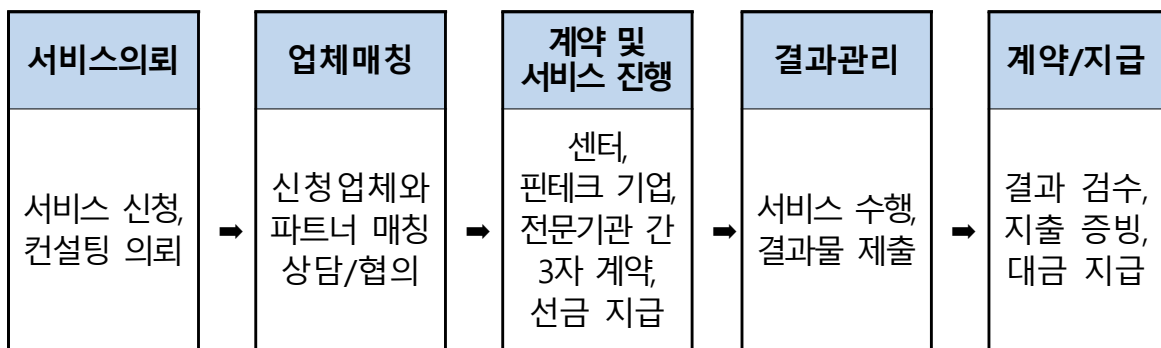 서비스의뢰
서비스 신청,
컨설팅 의뢰
➡
업체매칭
신청업체와
파트너 매칭
상담/협의
➡
계약 및
서비스 진행
센터,
핀테크 기업,
전문기관 간
3자 계약,
선금 지급
➡
결과관리
서비스 수행,
결과물 제출
➡
계약/지급
결과 검수,
지출 증빙,
대금 지급